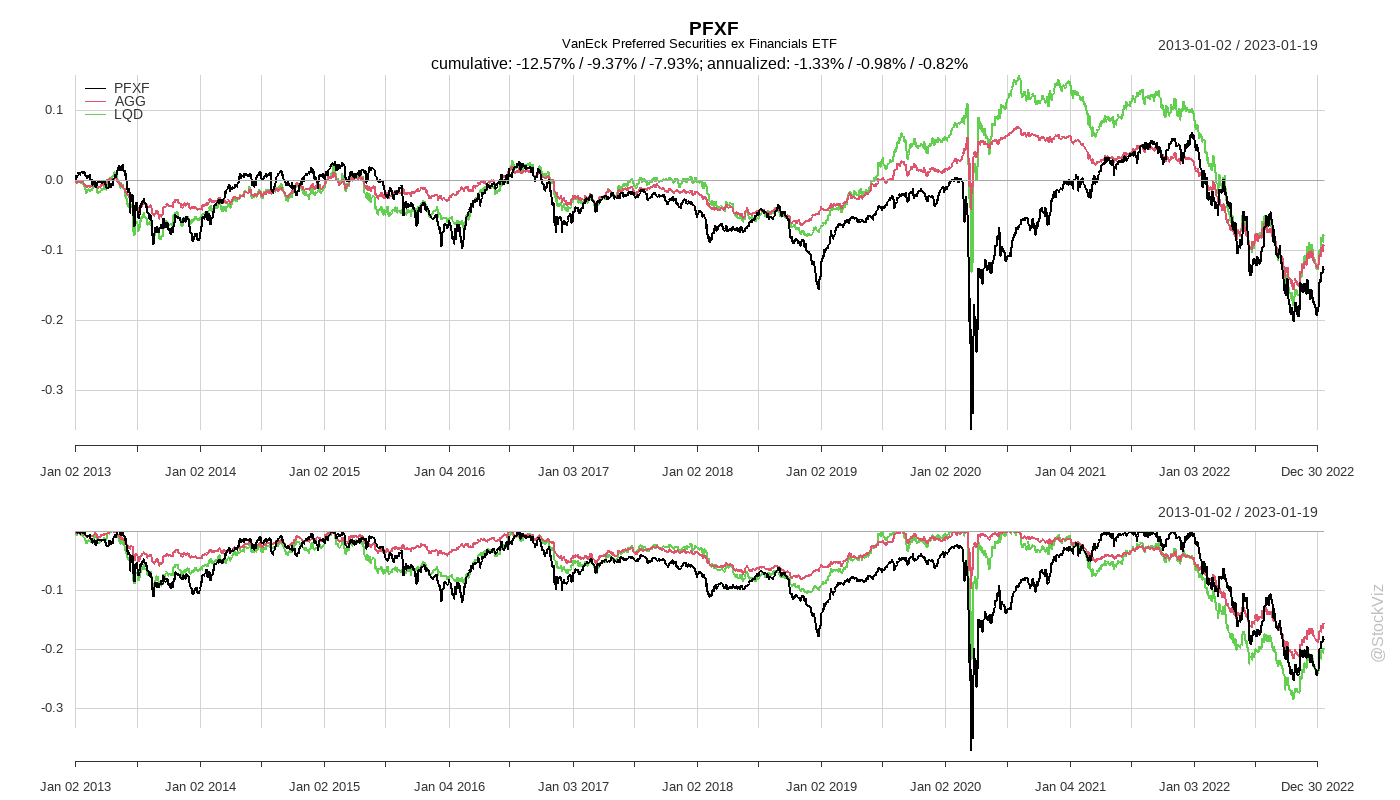 PFXF
VanEck Preferred Securities ex Financials ETF
2013-01-02 / 2023-01-19
cumulative: -12.57% / -9.37% / -7.93%; annualized: -1.33% / -0.98% / -0.82%
PFXF
AGG
LQD
0.1
0.0
-0.1
-0.2
-0.3
Jan 02 2013 Jan 02 2014 Jan 02 2015 Jan 04 2016 Jan 03 2017 Jan 02 2018 Jan 02 2019 Jan 02 2020 Jan 04 2021 Jan 03 2022 Dec 30 2022
2013-01-02 / 2023-01-19
-0.1
-0.2
-0.3
Jan 02 2013 Jan 02 2014 Jan 02 2015 Jan 04 2016 Jan 03 2017 Jan 02 2018 Jan 02 2019 Jan 02 2020 Jan 04 2021 Jan 03 2022 Dec 30 2022
@StockViz